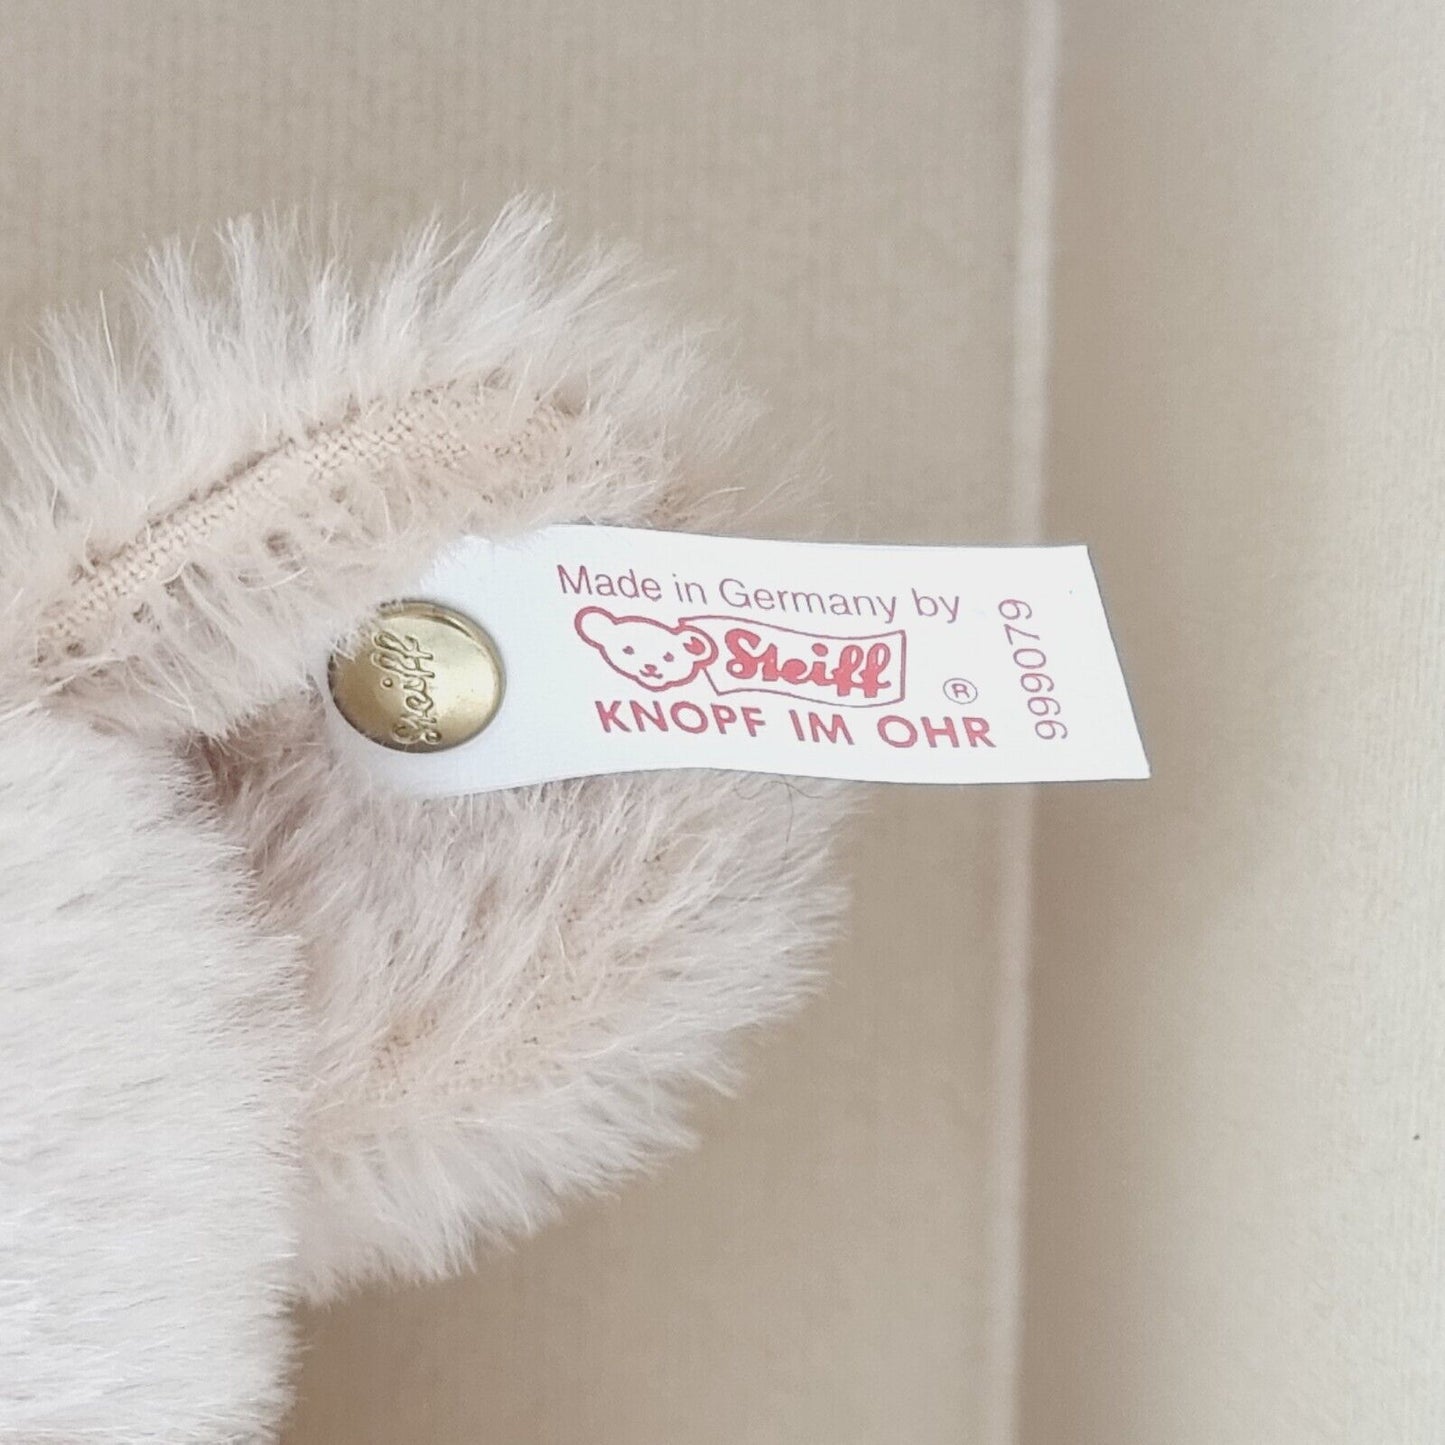 Steiff
Made in Germany by
Steiff
KNOPF IM OHR ®
999079